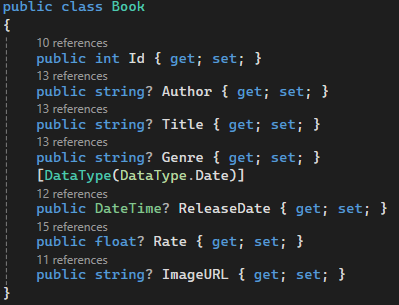 public class Book
{
10 references
public int Id { get; set; }
13 references
public string? Author { get; set; }
13 references
public string? Title { get; set; }
13 references
public string? Genre { get; set; }
[DataType(DataType.Date)]
12 references
public DateTime? ReleaseDate { get; set; }
15 references
public float? Rate { get; set; }
11 references
public string? ImageURL { get; set; }
}